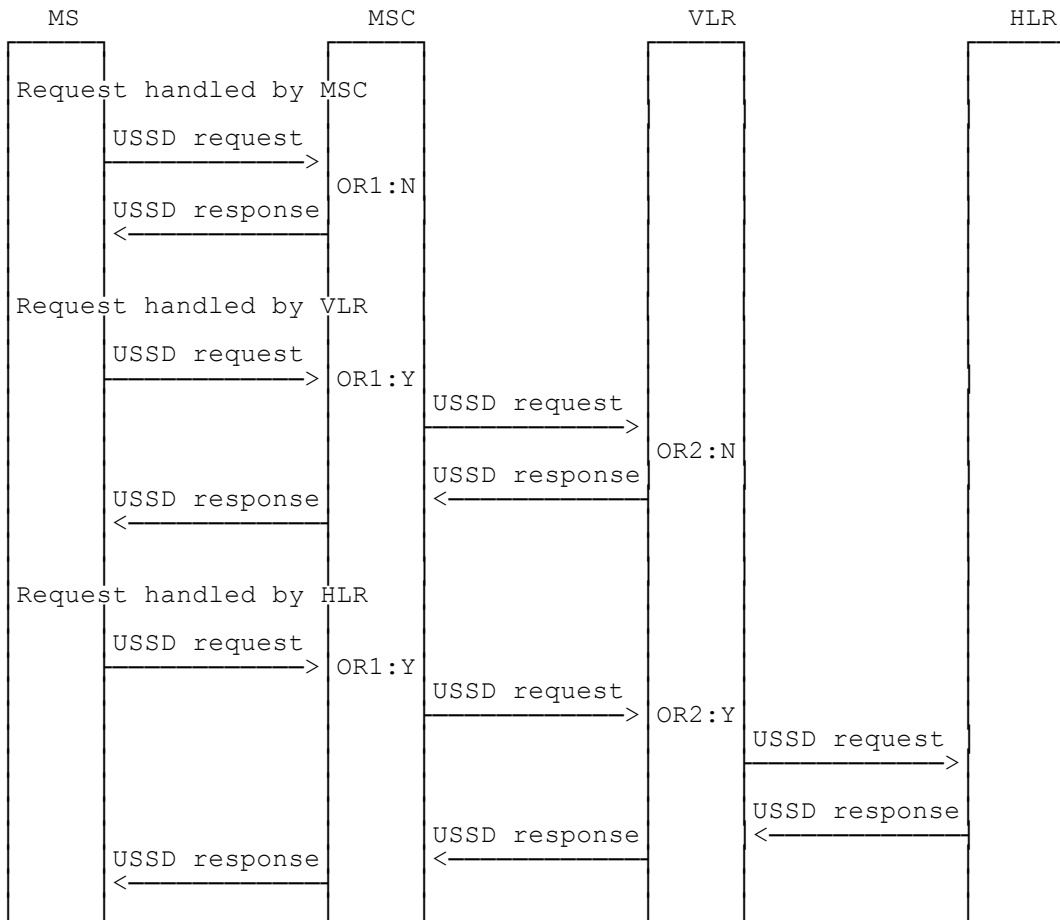 MS MSC VLR HLR
Request handled by MSC
USSD request
OR1:N
USSD response
Request handled by VLR
USSD request
OR1:Y
USSD request
OR2:N
USSD response
USSD response
Request handled by HLR
USSD request
OR1:Y
USSD request
OR2:Y
USSD request
USSD response
USSD response
USSD response